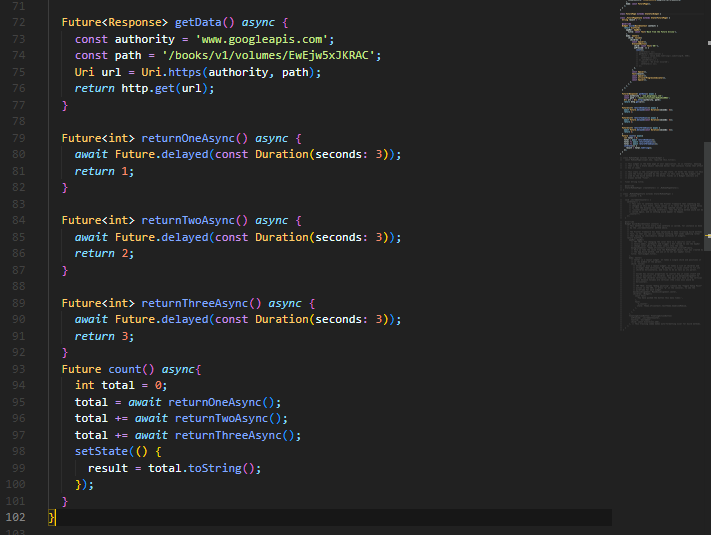 71
72 Future<Response> getData() async {
73 const authority = 'www.googleapis.com';
74 const path = '/books/v1/volumes/EwEjw5xJKRAC';
75 Uri url = Uri.https(authority, path);
76 return http.get(url);
77 }
78
79 Future<int> returnOneAsync() async {
80 await Future.delayed(const Duration(seconds: 3));
81 return 1;
82 }
83
84 Future<int> returnTwoAsync() async {
85 await Future.delayed(const Duration(seconds: 3));
86 return 2;
87 }
88
89 Future<int> returnThreeAsync() async {
90 await Future.delayed(const Duration(seconds: 3));
91 return 3;
92 }
93 Future count() async{
94 int total = 0;
95 total = await returnOneAsync();
96 total += await returnTwoAsync();
97 total += await returnThreeAsync();
98 setState(() {
99 result = total.toString();
100 });
101 }
102 }
103